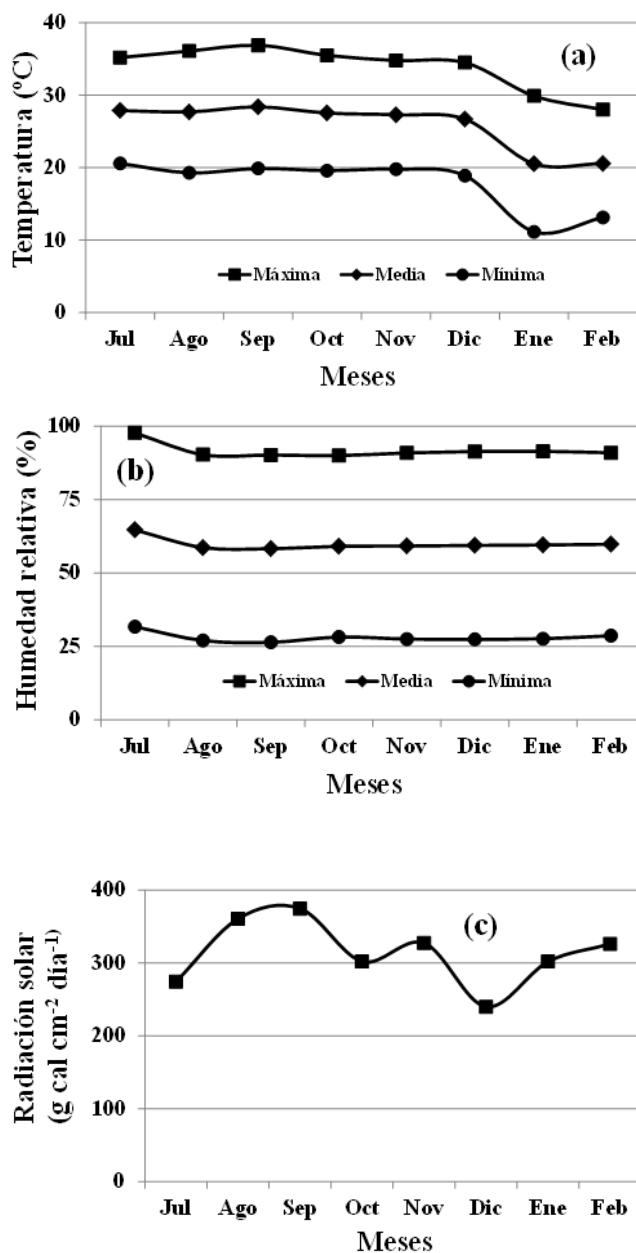 40
30
20
10
0
Temperatura (ºC)
(a)
Máxima Media Mínima
Jul Ago Sep Oct Nov Dic Ene Feb
Meses
100
75
50
25
0
Humedad relativa (%)
(b)
Máxima Media Mínima
Jul Ago Sep Oct Nov Dic Ene Feb
Meses
400
300
200
100
0
Radiación solar
(g cal cm⁻² día⁻¹)
(c)
Jul Ago Sep Oct Nov Dic Ene Feb
Meses